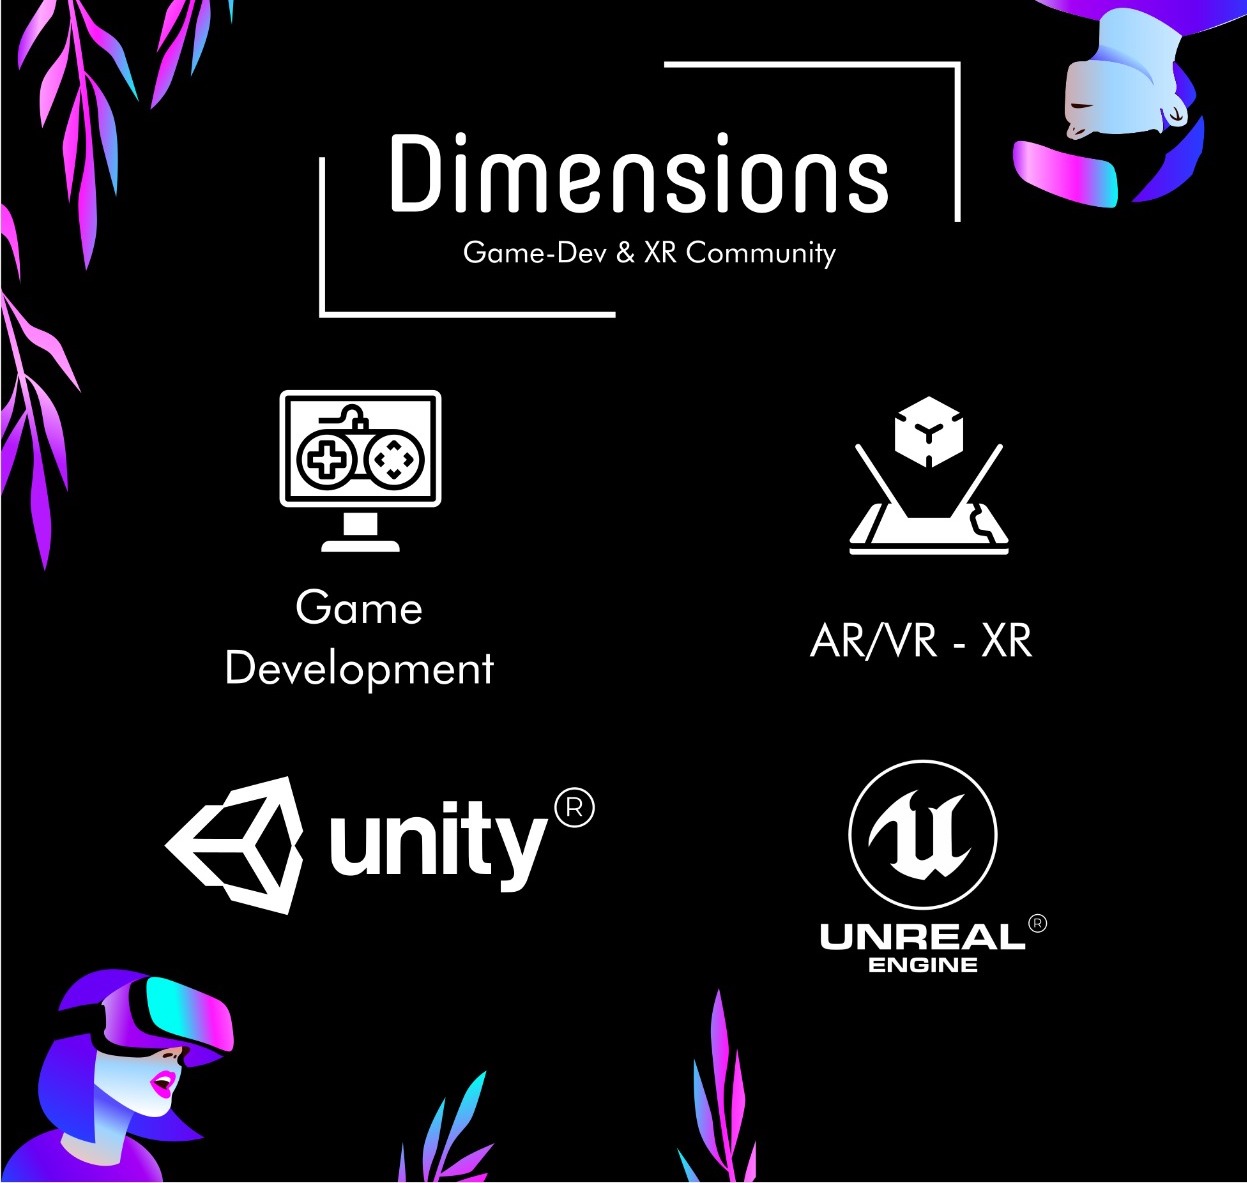 Dimensions
Game-Dev & XR Community
Game
Development
AR/VR - XR
unity®
UNREAL®
ENGINE